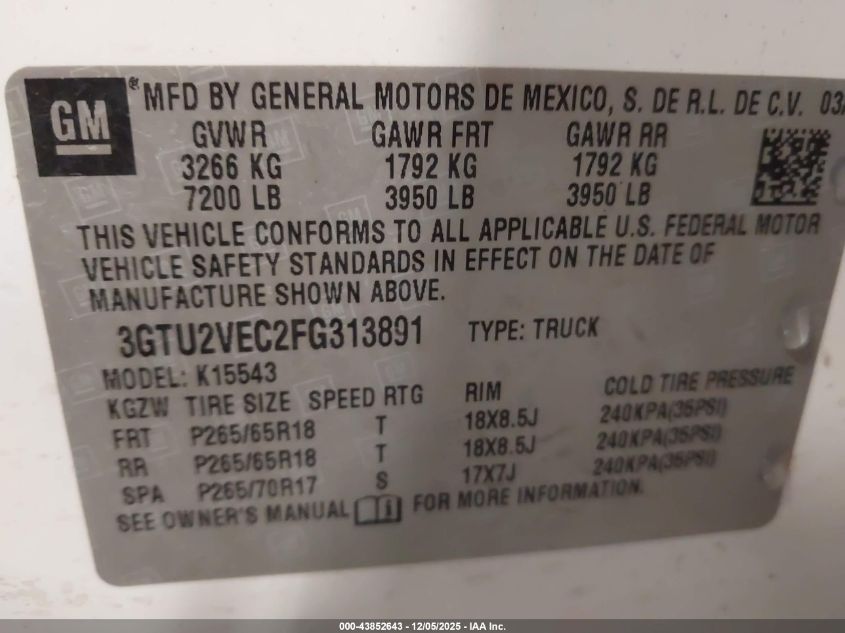 GM ® MFD BY GENERAL MOTORS DE MEXICO, S. DE R.L. DE C.V. 03
GVWR GAWR FRT GAWR RR
3266 KG 1792 KG 1792 KG
7200 LB 3950 LB 3950 LB
THIS VEHICLE CONFORMS TO ALL APPLICABLE U.S. FEDERAL MOTOR
VEHICLE SAFETY STANDARDS IN EFFECT ON THE DATE OF
MANUFACTURE SHOWN ABOVE.
3GTU2VEC2FG313891 TYPE: TRUCK
MODEL: K15543
KGZW TIRE SIZE SPEED RTG RIM COLD TIRE PRESSURE
FRT P265/65R18 T 18X8.5J 240KPA(35PSI)
RR P265/65R18 T 18X8.5J 240KPA(35PSI)
SPA P265/70R17 S 17X7J 240KPA(35PSI)
SEE OWNER'S MANUAL FOR MORE INFORMATION.
000-43852643 - 12/05/2025 - IAA Inc.